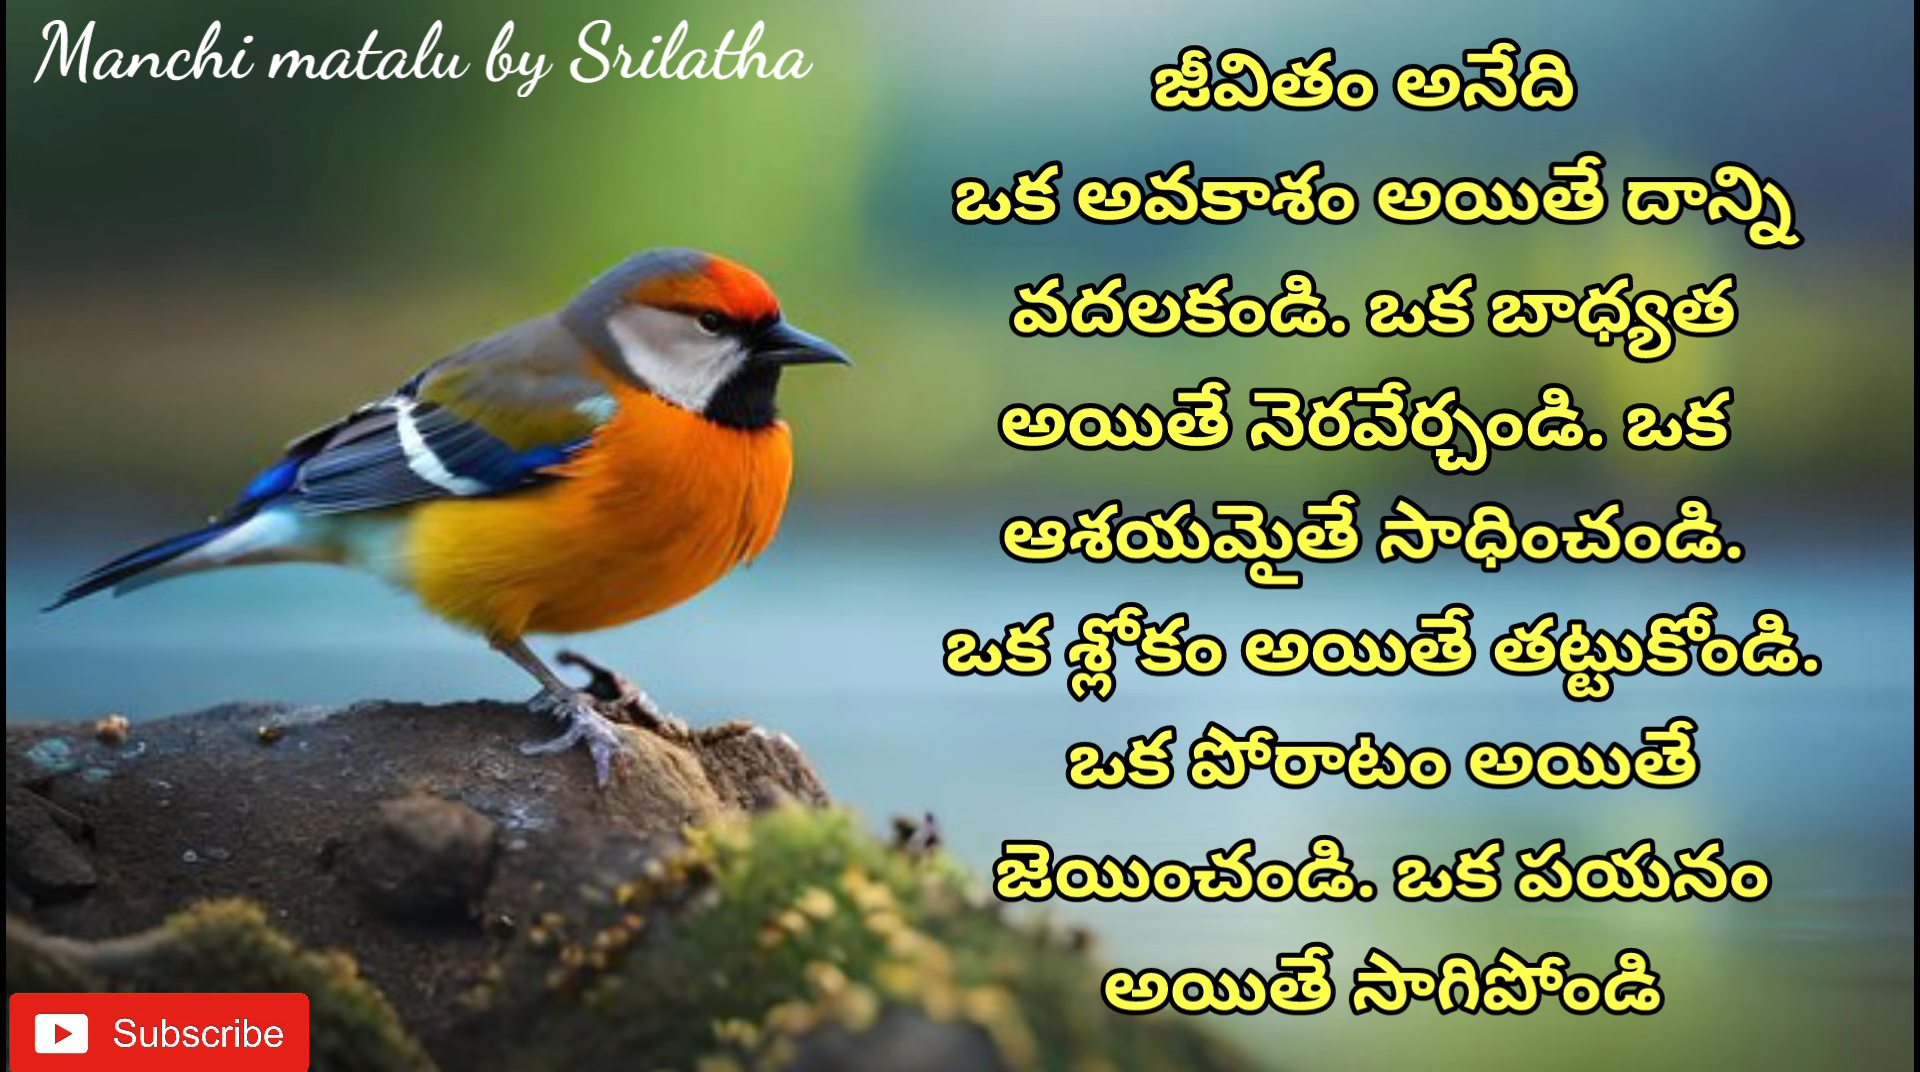 Manchi matalu by Srilatha
జీవితం అనేది
ఒక అవకాశం అయితే దాన్ని
వదలకండి. ఒక బాధ్యత
అయితే నెరవేర్చండి. ఒక
ఆశయమైతే సాధించండి.
ఒక శ్లోకం అయితే తట్టుకోండి.
ఒక పోరాటం అయితే
జెయించండి. ఒక పయనం
అయితే సాగిపోండి
Subscribe